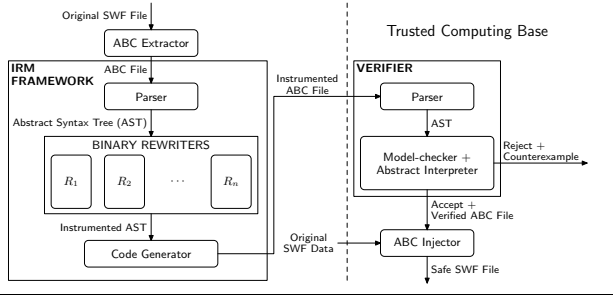 Original SWF File
ABC Extractor
ABC File
IRM
FRAMEWORK
Parser
Abstract Syntax Tree (AST)
BINARY REWRITERS
R1
R2
...
Rn
Instrumented AST
Code Generator
Instrumented
ABC File
Original
SWF Data
Trusted Computing Base
VERIFIER
Parser
AST
Model-checker +
Abstract Interpreter
Reject +
Counterexample
Accept +
Verified ABC File
ABC Injector
Safe SWF File